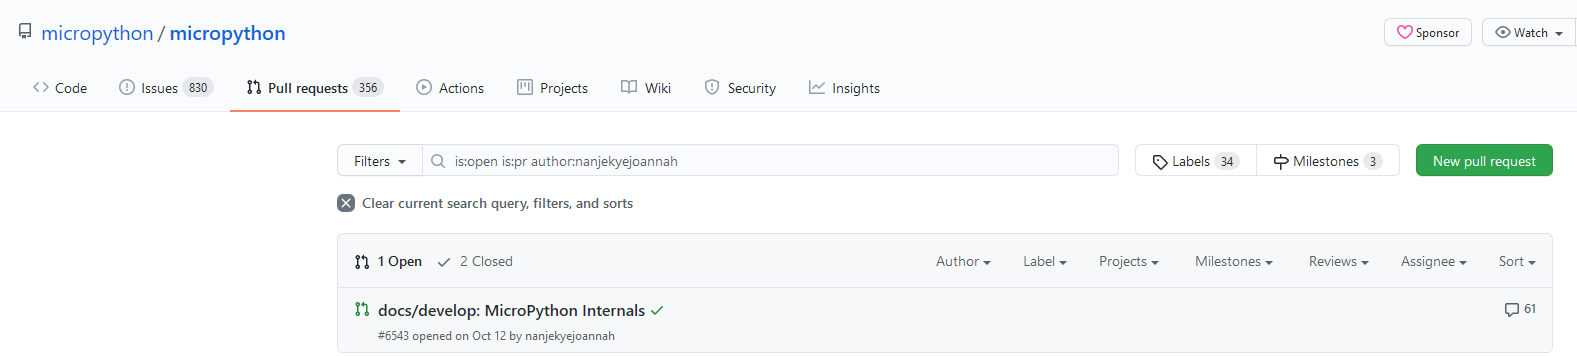 micropython / micropython
Sponsor
Watch
Code
Issues 830
Pull requests 356
Actions
Projects
Wiki
Security
Insights
Filters
is:open is:pr author:nanjekyejoannah
Labels 34
Milestones 3
New pull request
Clear current search query, filters, and sorts
1 Open
2 Closed
Author
Label
Projects
Milestones
Reviews
Assignee
Sort
docs/develop: MicroPython Internals
61
#6543 opened on Oct 12 by nanjekyejoannah